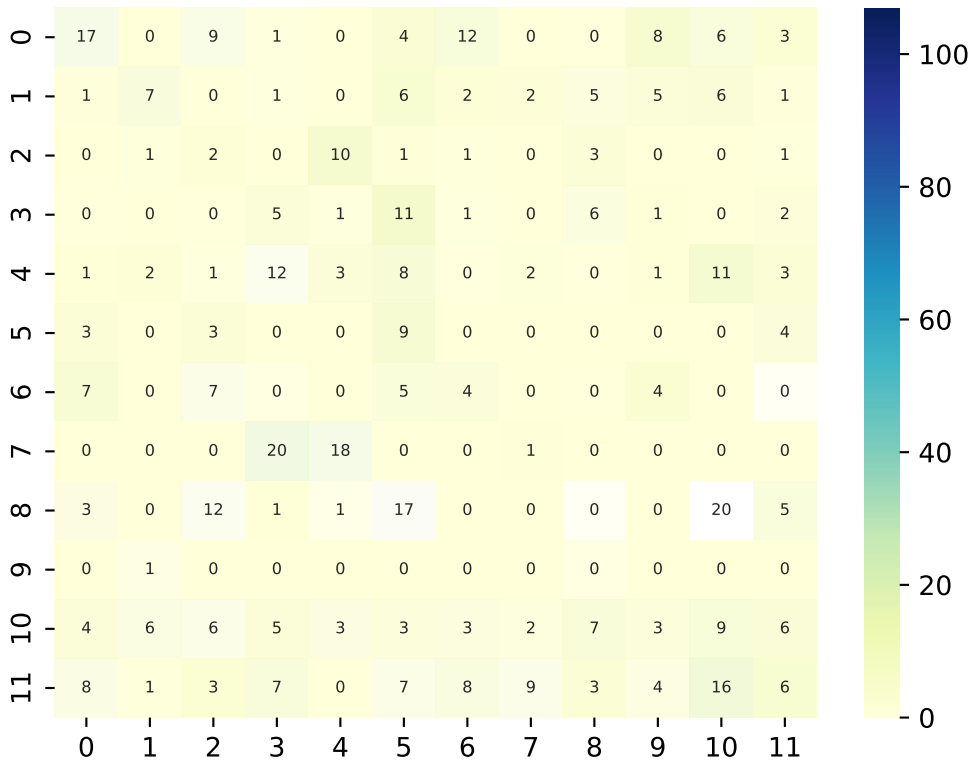 0 17 0 9 1 0 4 12 0 0 8 6 3
1 1 7 0 1 0 6 2 2 5 5 6 1
2 0 1 2 0 10 1 1 0 3 0 0 1
3 0 0 0 5 1 11 1 0 6 1 0 2
4 1 2 1 12 3 8 0 2 0 1 11 3
5 3 0 3 0 0 9 0 0 0 0 0 4
6 7 0 7 0 0 5 4 0 0 4 0 0
7 0 0 0 20 18 0 0 1 0 0 0 0
8 3 0 12 1 1 17 0 0 0 0 20 5
9 0 1 0 0 0 0 0 0 0 0 0 0
10 4 6 6 5 3 3 3 2 7 3 9 6
11 8 1 3 7 0 7 8 9 3 4 16 6
0 1 2 3 4 5 6 7 8 9 10 11
100
80
60
40
20
0